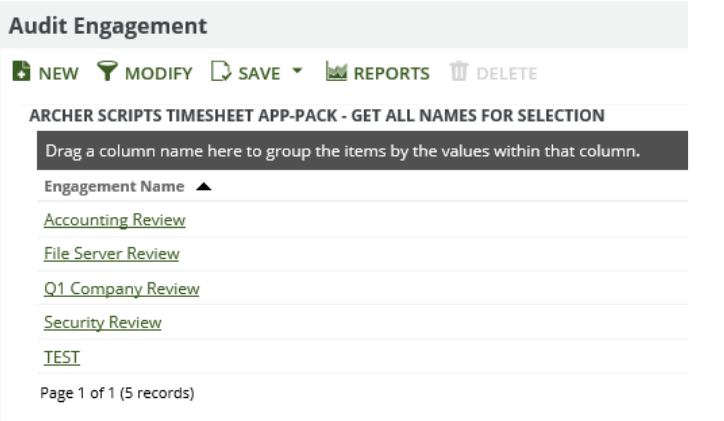 Audit Engagement
NEW MODIFY SAVE REPORTS DELETE
ARCHER SCRIPTS TIMESHEET APP-PACK - GET ALL NAMES FOR SELECTION
Drag a column name here to group the items by the values within that column.
Engagement Name
Accounting Review
File Server Review
Q1 Company Review
Security Review
TEST
Page 1 of 1 (5 records)